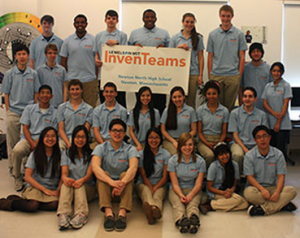 LEMELSON-MIT
InvenTeams
Newton North High School
Newton, Massachusetts